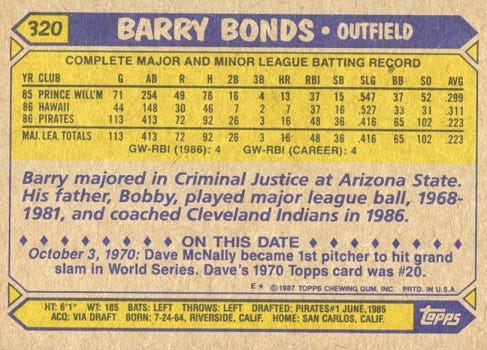 320
BARRY BONDS • OUTFIELD
COMPLETE MAJOR AND MINOR LEAGUE BATTING RECORD
YR CLUB G AB R H 2B 3B HR RBI SB SLG BB SO AVG
85 PRINCE WILL'M 71 254 49 76 16 4 13 37 15 .547 37 52 .299
86 HAWAII 44 148 30 46 7 2 7 37 16 .527 33 31 .311
86 PIRATES 113 413 72 92 26 3 16 48 36 .416 65 102 .223
MAJ. LEA. TOTALS 113 413 72 92 26 3 16 48 36 .416 65 102 .223
GW-RBI (1986): 4 GW-RBI (CAREER): 4
Barry majored in Criminal Justice at Arizona State.
His father, Bobby, played major league ball, 1968-
1981, and coached Cleveland Indians in 1986.
♦ ♦ ♦ ♦ ♦ ♦ ON THIS DATE ♦ ♦ ♦ ♦ ♦ ♦
October 3, 1970: Dave McNally became 1st pitcher to hit grand
slam in World Series. Dave's 1970 Topps card was #20.
E* © 1987 TOPPS CHEWING GUM, INC. PRTD. IN U.S.A.
HT: 6'1" WT: 185 BATS: LEFT THROWS: LEFT DRAFTED: PIRATES #1 JUNE, 1985
ACQ: VIA DRAFT BORN: 7-24-64, RIVERSIDE, CALIF. HOME: SAN CARLOS, CALIF.
TOPPS